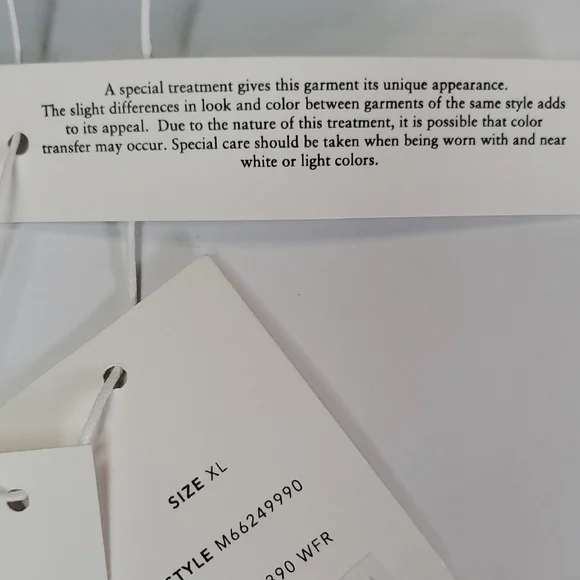 A special treatment gives this garment its unique appearance.
The slight differences in look and color between garments of the same style adds
to its appeal. Due to the nature of this treatment, it is possible that color
transfer may occur. Special care should be taken when being worn with and near
white or light colors.
SIZE XL
STYLE M66249990
390 WFR